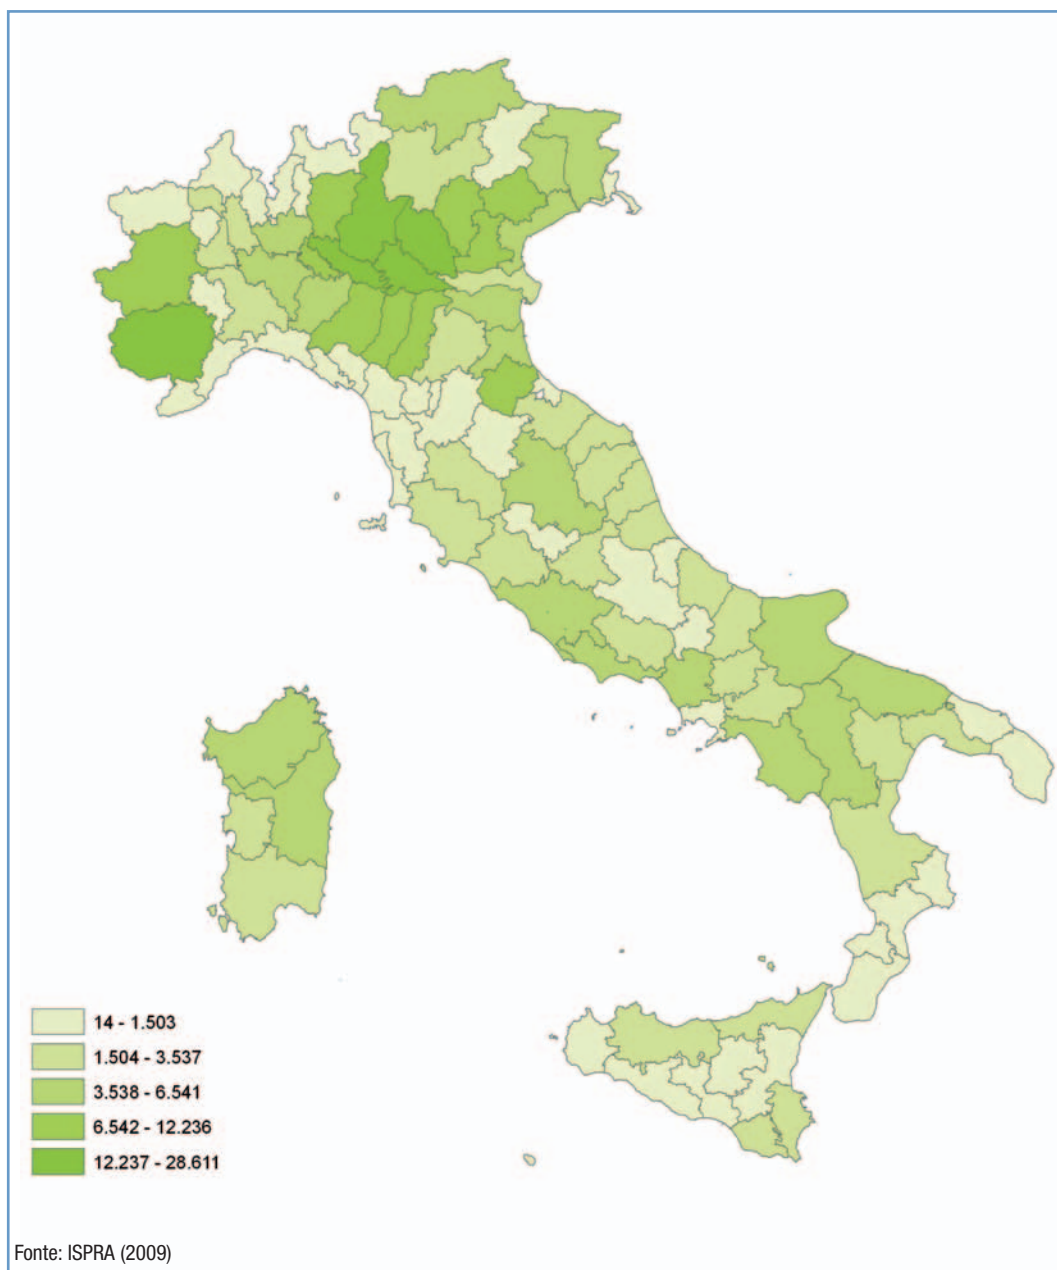 14 - 1.503
1.504 - 3.537
3.538 - 6.541
6.542 - 12.236
12.237 - 28.611
Fonte: ISPRA (2009)